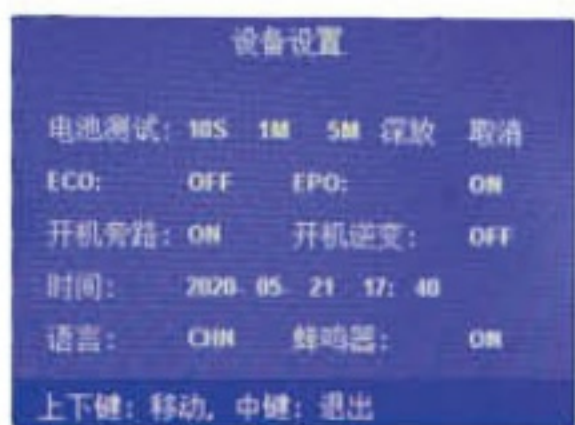 设备设置
电池测试: 10S 1M 5M 深放 取消
ECO: OFF EPO: ON
开机旁路: ON 开机逆变: OFF
时间: 2020- 05- 21 17: 40
语言: CHN 蜂鸣器: ON
上下键: 移动, 中键: 退出